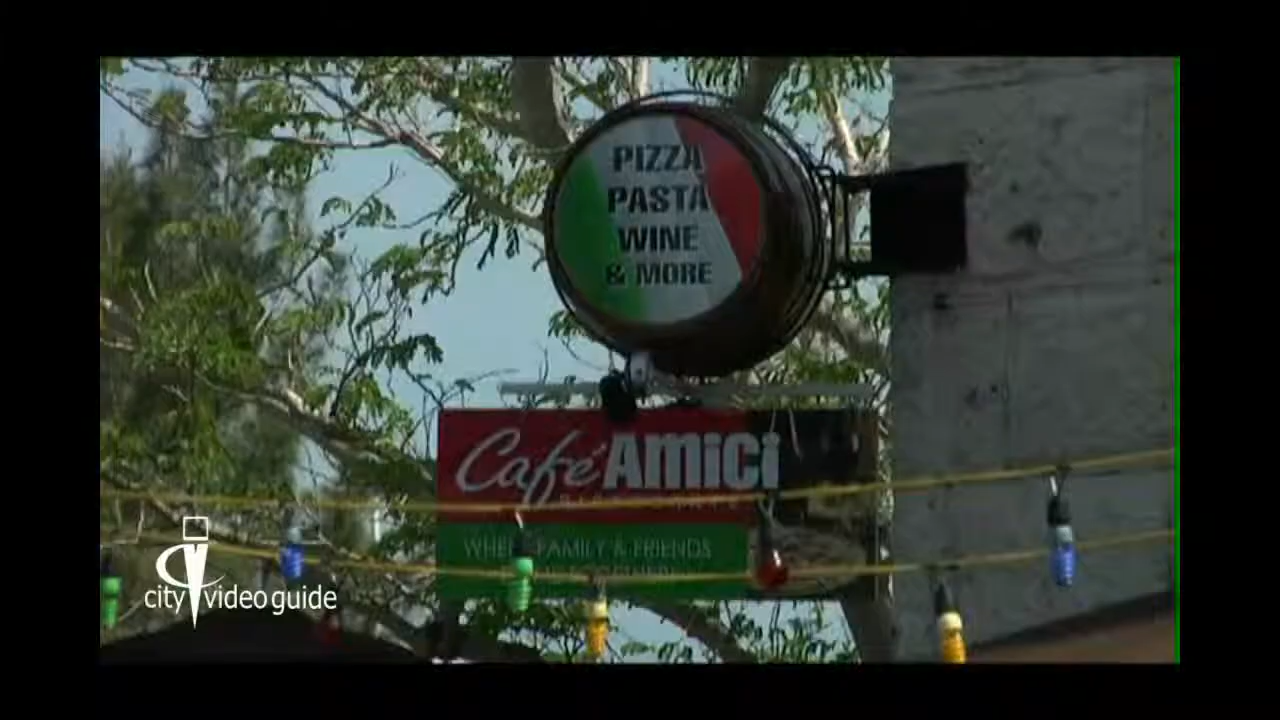 PIZZA
PASTA
WINE
& MORE
Café AMICI
WHERE FAMILY & FRIENDS
city video guide